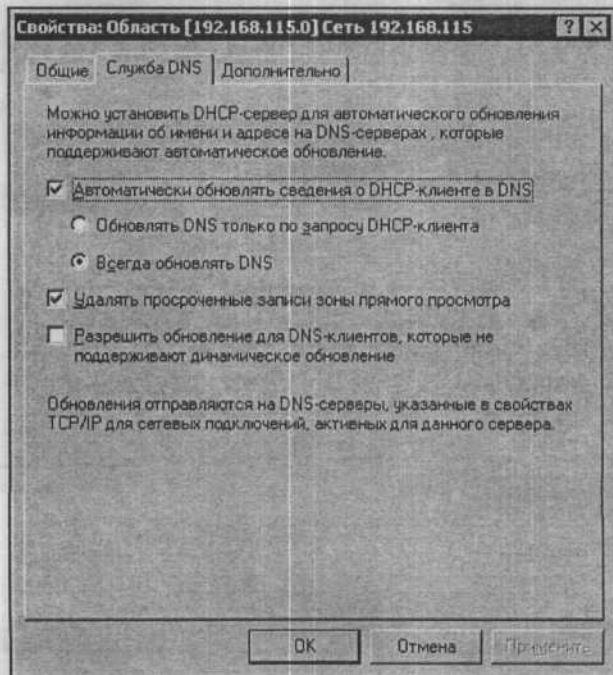 Свойства: Область [192.168.115.0] Сеть 192.168.115
Общие Служба DNS Дополнительно
Можно установить DHCP-сервер для автоматического обновления
информации об имени и адресе на DNS-серверах , которые
поддерживают автоматическое обновление.
Автоматически обновлять сведения о DHCP-клиенте в DNS
Обновлять DNS только по запросу DHCP-клиента
Всегда обновлять DNS
Удалять просроченные записи зоны прямого просмотра
Разрешить обновление для DNS-клиентов, которые не
поддерживают динамическое обновление
Обновления отправляются на DNS-серверы, указанные в свойствах
TCP/IP для сетевых подключений, активных для данного сервера.
OK Отмена Применить